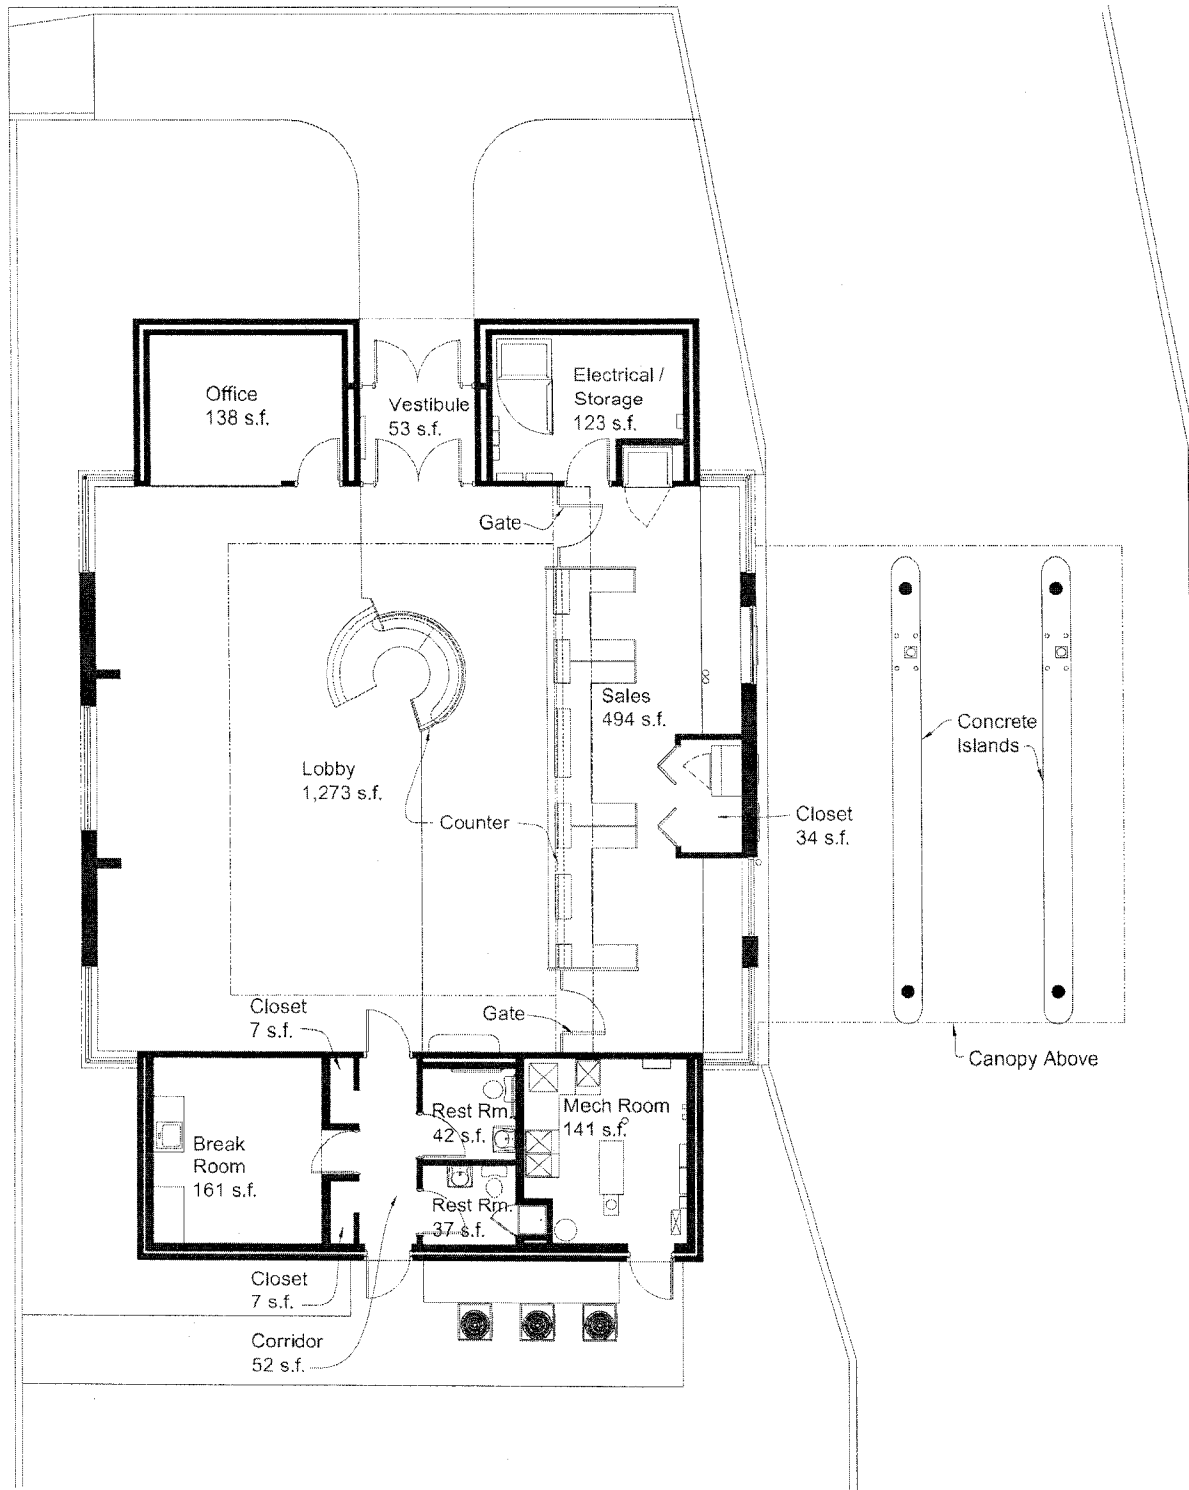 Office
138 s.f.
Vestibule
53 s.f.
Electrical /
Storage
123 s.f.
Gate
Sales
494 s.f.
Concrete
Islands
Lobby
1,273 s.f.
Counter
Closet
34 s.f.
Closet
7 s.f.
Gate
Canopy Above
Rest Rm.
42 s.f.
Mech Room
141 s.f.
Break
Room
161 s.f.
Rest Rm.
37 s.f.
Closet
7 s.f.
Corridor
52 s.f.